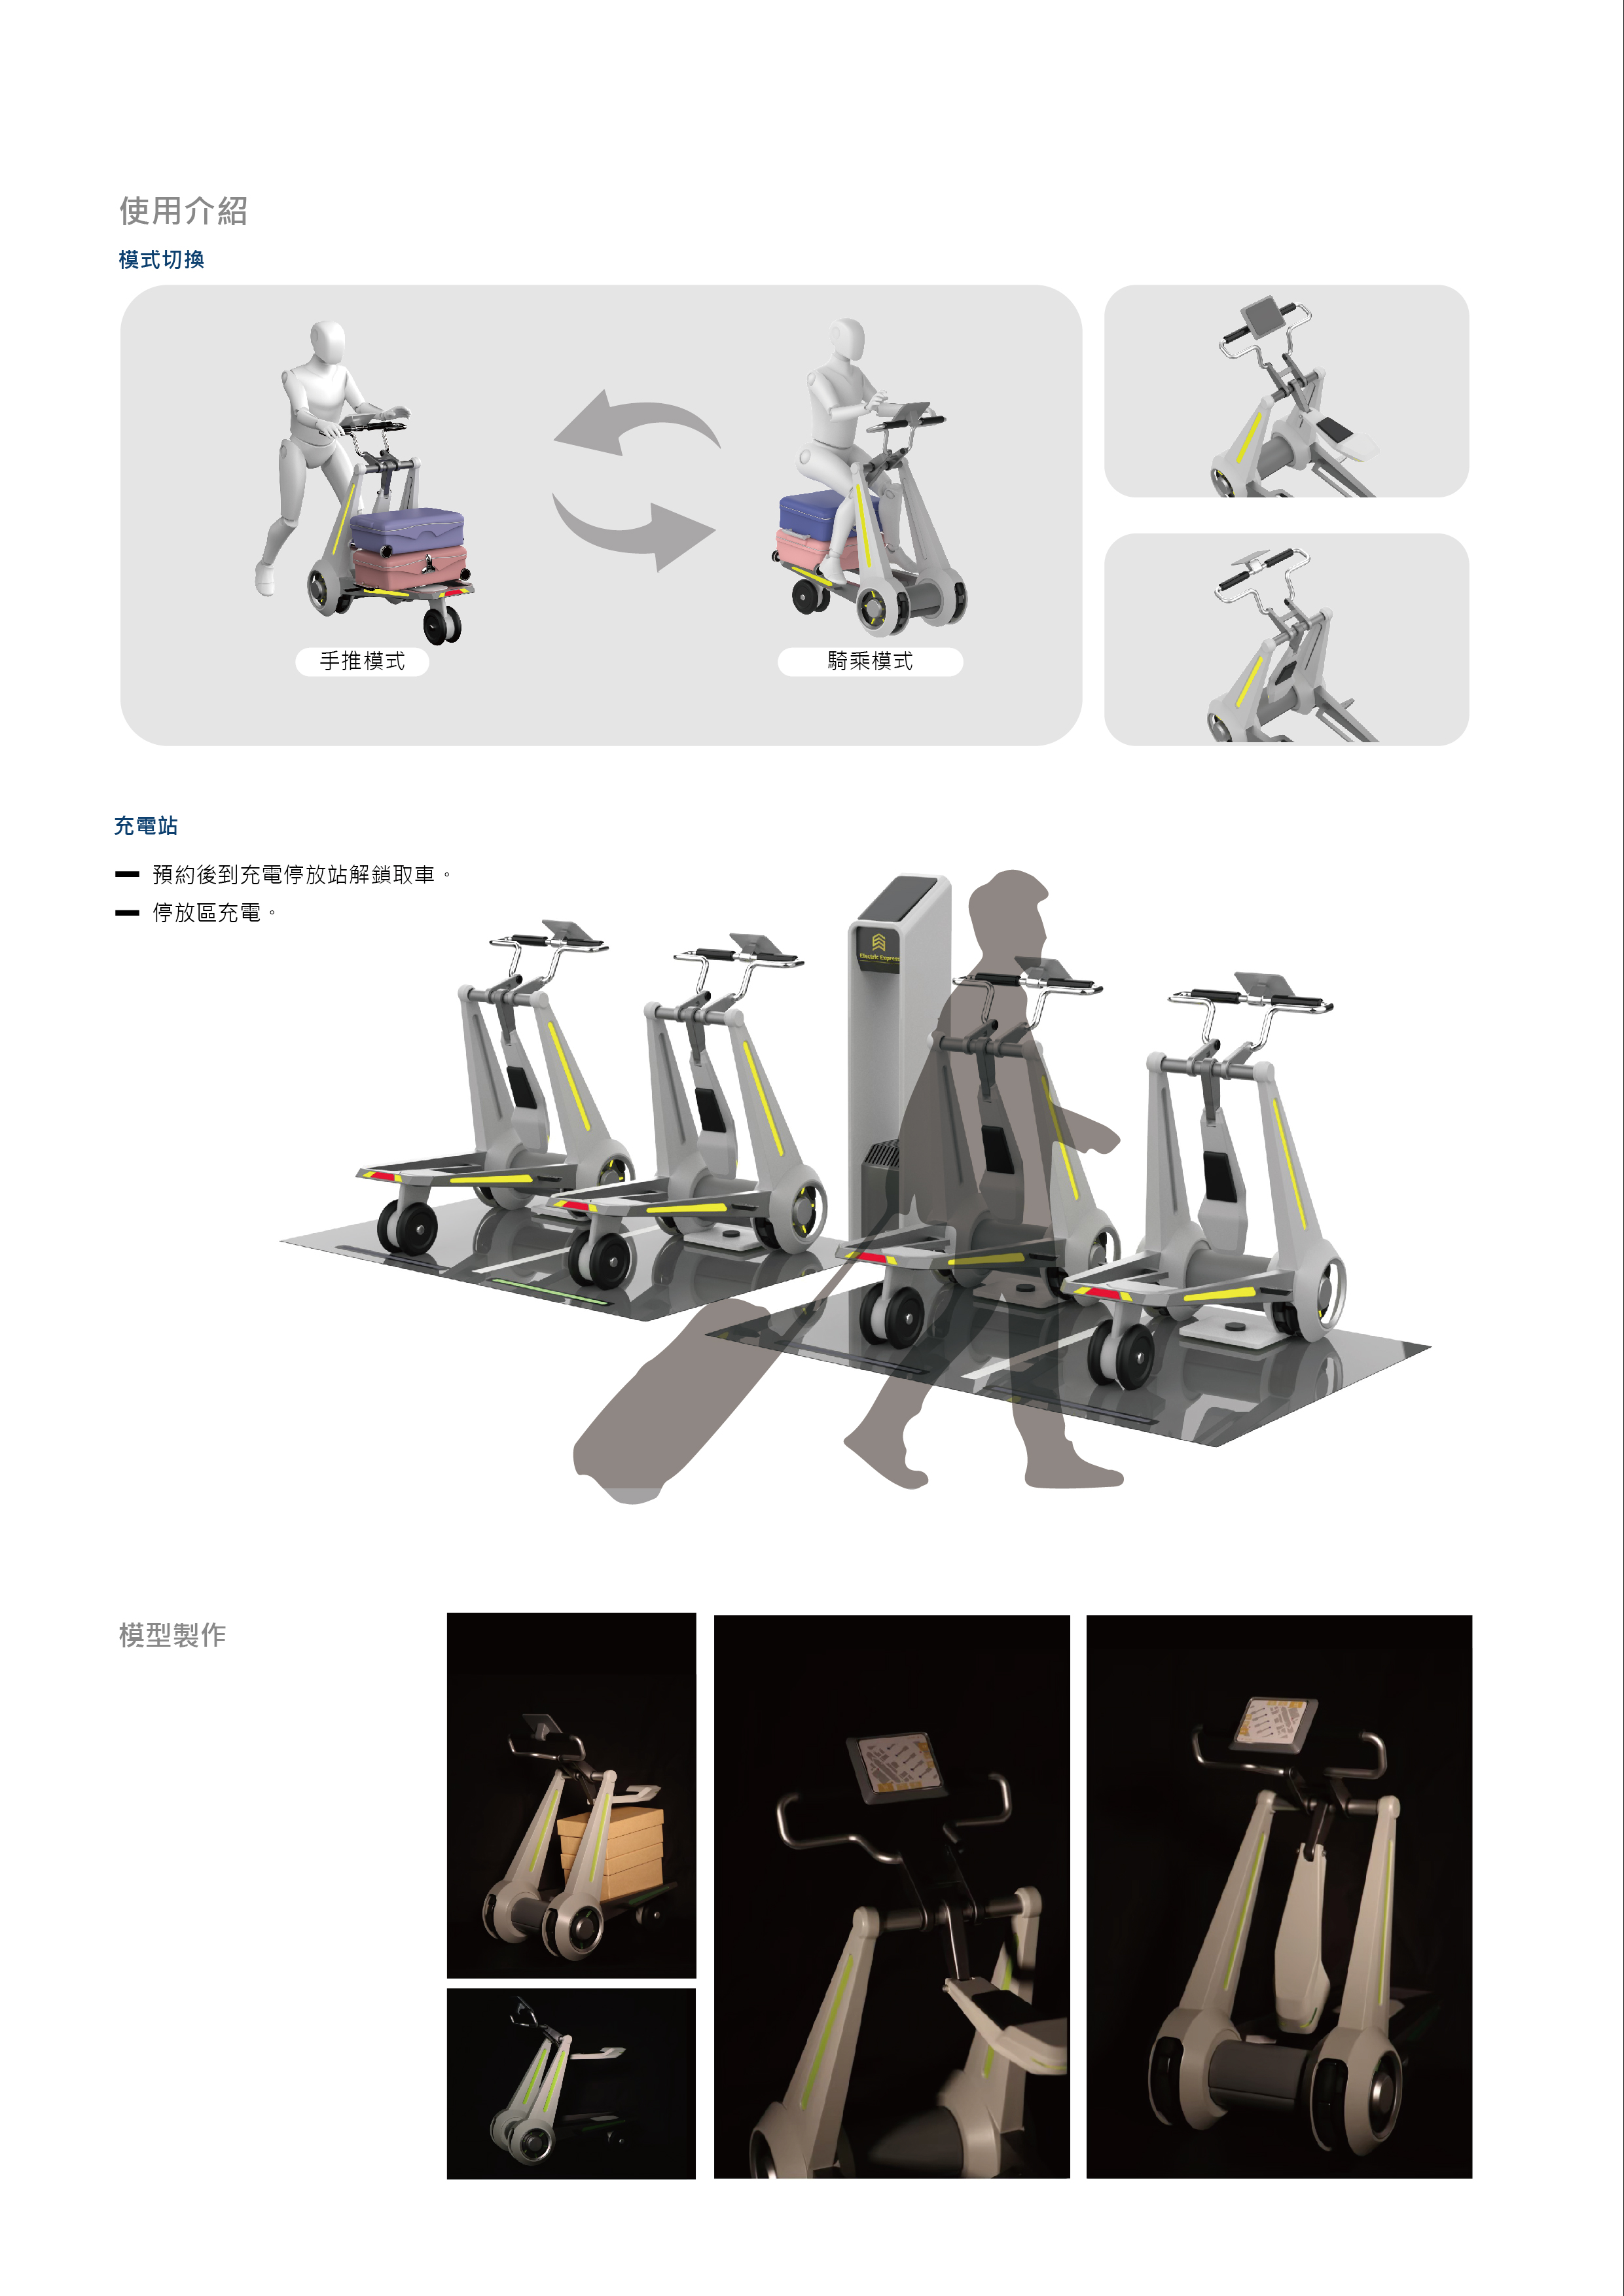 使用介紹
模式切換
手推模式
騎乘模式
充電站
預約後到充電停放站解鎖取車。
停放區充電。
Electric Express
模型製作